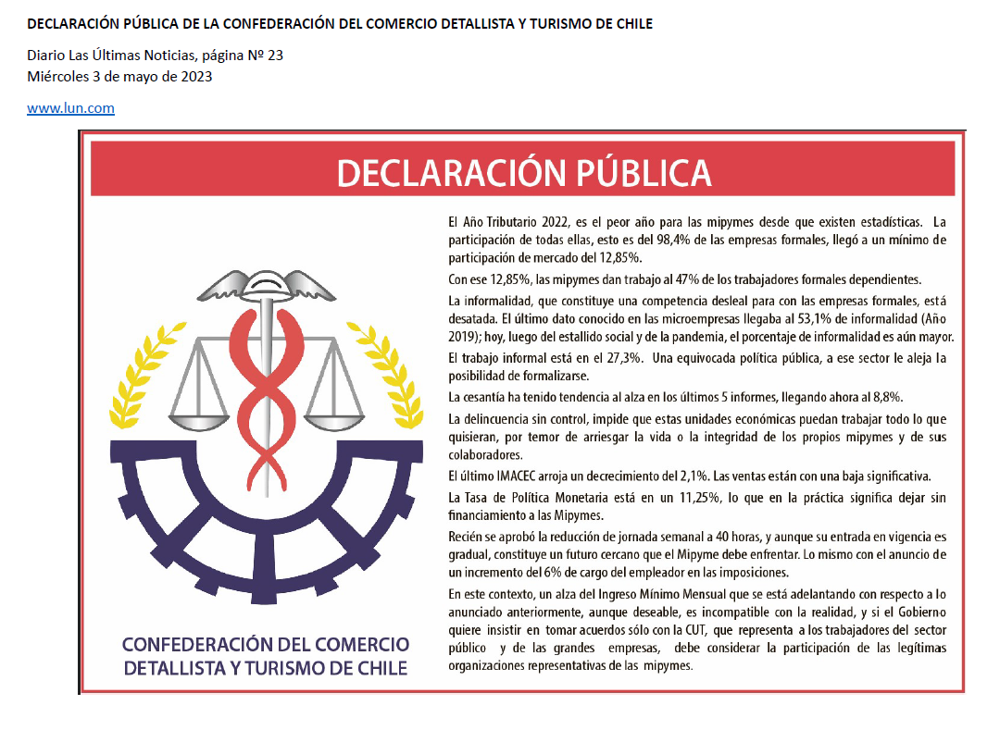 DECLARACIÓN PÚBLICA DE LA CONFEDERACIÓN DEL COMERCIO DETALLISTA Y TURISMO DE CHILE
Diario Las Últimas Noticias, página Nº 23
Miércoles 3 de mayo de 2023
www.lun.com
DECLARACIÓN PÚBLICA
El Año Tributario 2022, es el peor año para las mipymes desde que existen estadísticas. La
participación de todas ellas, esto es del 98,4% de las empresas formales, llegó a un mínimo de
participación de mercado del 12,85%.
Con ese 12,85%, las mipymes dan trabajo al 47% de los trabajadores formales dependientes.
La informalidad, que constituye una competencia desleal para con las empresas formales, está
desatada. El último dato conocido en las microempresas llegaba al 53,1% de informalidad (Año
2019); hoy, luego del estallido social y de la pandemia, el porcentaje de informalidad es aún mayor.
El trabajo informal está en el 27,3%. Una equivocada política pública, a ese sector le aleja la
posibilidad de formalizarse.
La cesantía ha tenido tendencia al alza en los últimos 5 informes, llegando ahora al 8,8%.
La delincuencia sin control, impide que estas unidades económicas puedan trabajar todo lo que
quisieran, por temor de arriesgar la vida o la integridad de los propios mipymes y de sus
colaboradores.
El último IMACEC arroja un decrecimiento del 2,1%. Las ventas están con una baja significativa.
La Tasa de Política Monetaria está en un 11,25%, lo que en la práctica significa dejar sin
financiamiento a las Mipymes.
Recién se aprobó la reducción de jornada semanal a 40 horas, y aunque su entrada en vigencia es
gradual, constituye un futuro cercano que el Mipyme debe enfrentar. Lo mismo con el anuncio de
un incremento del 6% de cargo del empleador en las imposiciones.
En este contexto, un alza del Ingreso Mínimo Mensual que se está adelantando con respecto a lo
anunciado anteriormente, aunque deseable, es incompatible con la realidad, y si el Gobierno
quiere insistir en tomar acuerdos sólo con la CUT, que representa a los trabajadores del sector
público y de las grandes empresas, debe considerar la participación de las legítimas
organizaciones representativas de las mipymes.
CONFEDERACIÓN DEL COMERCIO
DETALLISTA Y TURISMO DE CHILE